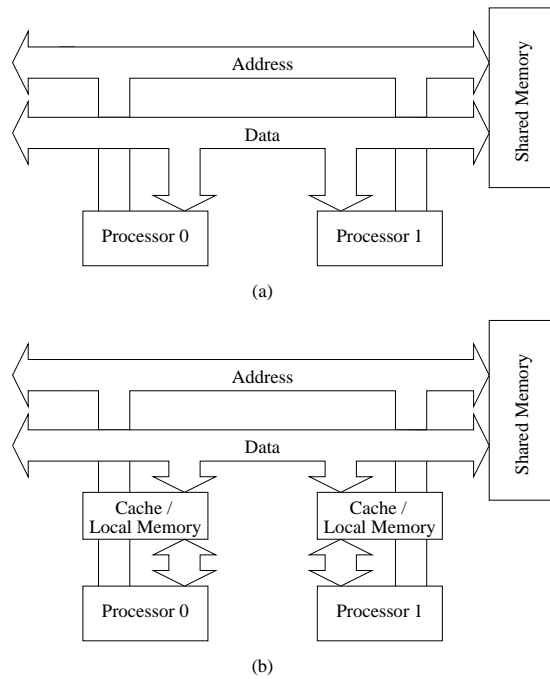 Address
Shared Memory
Data
Processor 0
Processor 1
(a)
Address
Shared Memory
Data
Cache /
Local Memory
Cache /
Local Memory
Processor 0
Processor 1
(b)